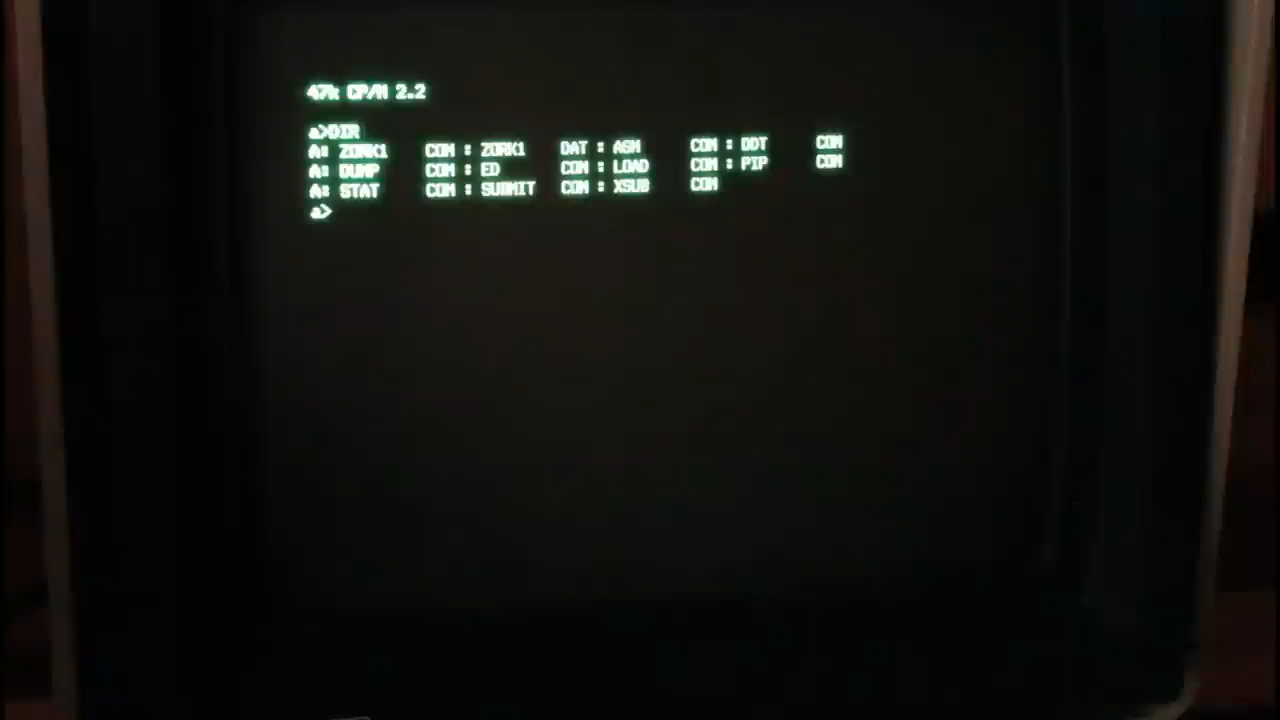 47k CP/M 2.2
a>DIR
A: ZORK1 COM : ZORK1 DAT : ASM COM : DDT COM
A: DUMP COM : ED COM : LOAD COM : PIP COM
A: STAT COM : SUBMIT COM : XSUB COM
a>